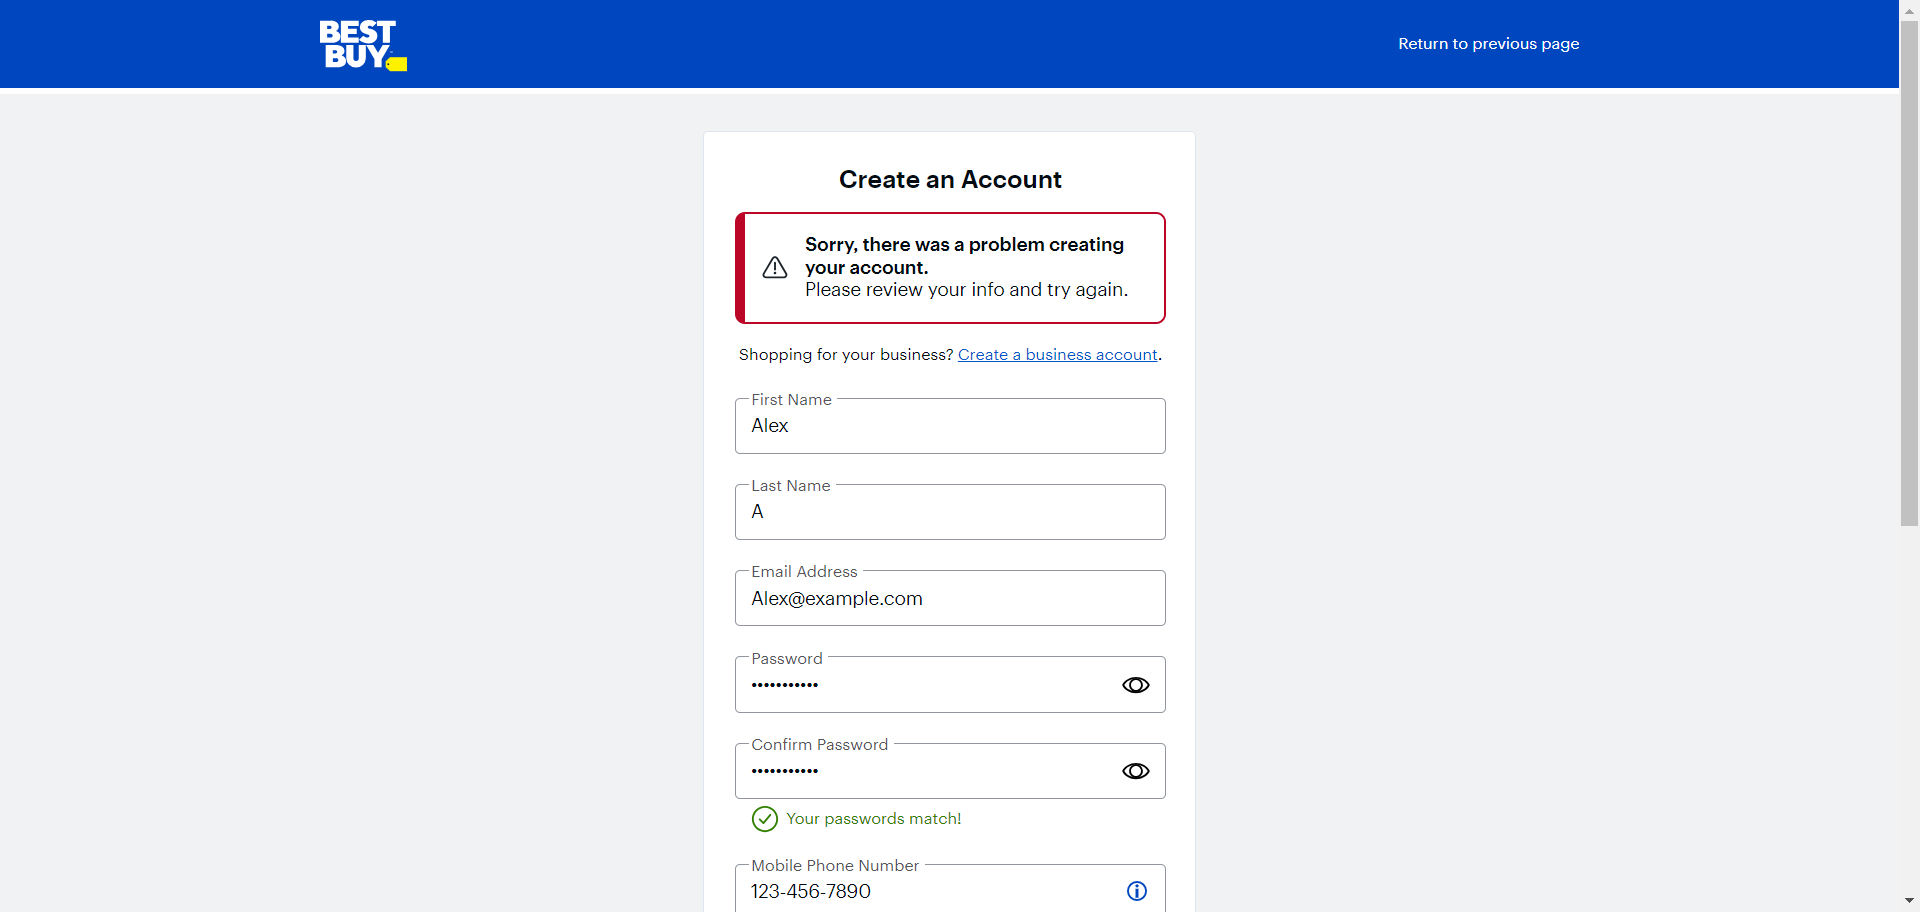 BEST
BUY
Return to previous page
Create an Account
Sorry, there was a problem creating
your account.
Please review your info and try again.
Shopping for your business? Create a business account.
First Name
Alex
Last Name
A
Email Address
Alex@example.com
Password
•••••••••••
Confirm Password
•••••••••••
Your passwords match!
Mobile Phone Number
123-456-7890